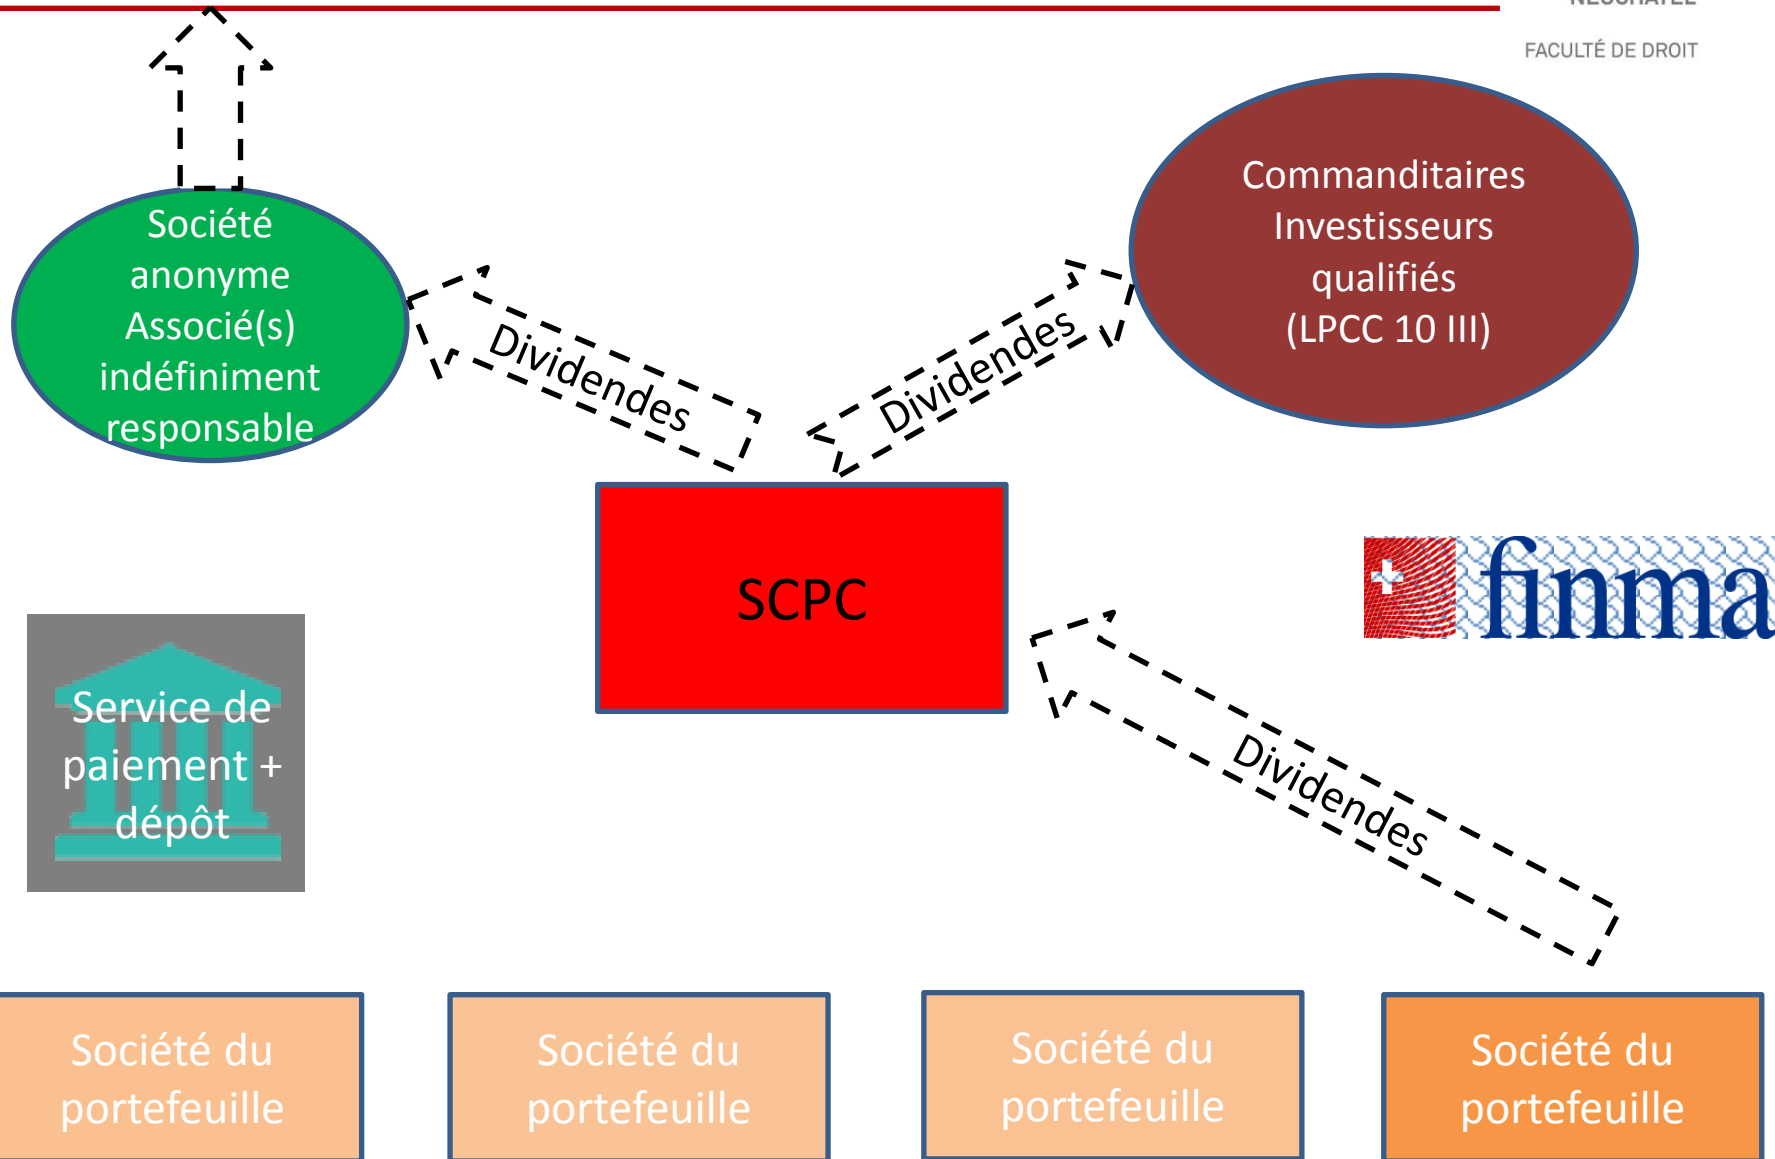 FACULTÉ DE DROIT
Société
anonyme
Associé(s)
indéfiniment
responsable
Commanditaires
Investisseurs
qualifiés
(LPCC 10 III)
Dividendes
Dividendes
SCPC
finma
Service de
paiement +
dépôt
Dividendes
Société du
portefeuille
Société du
portefeuille
Société du
portefeuille
Société du
portefeuille